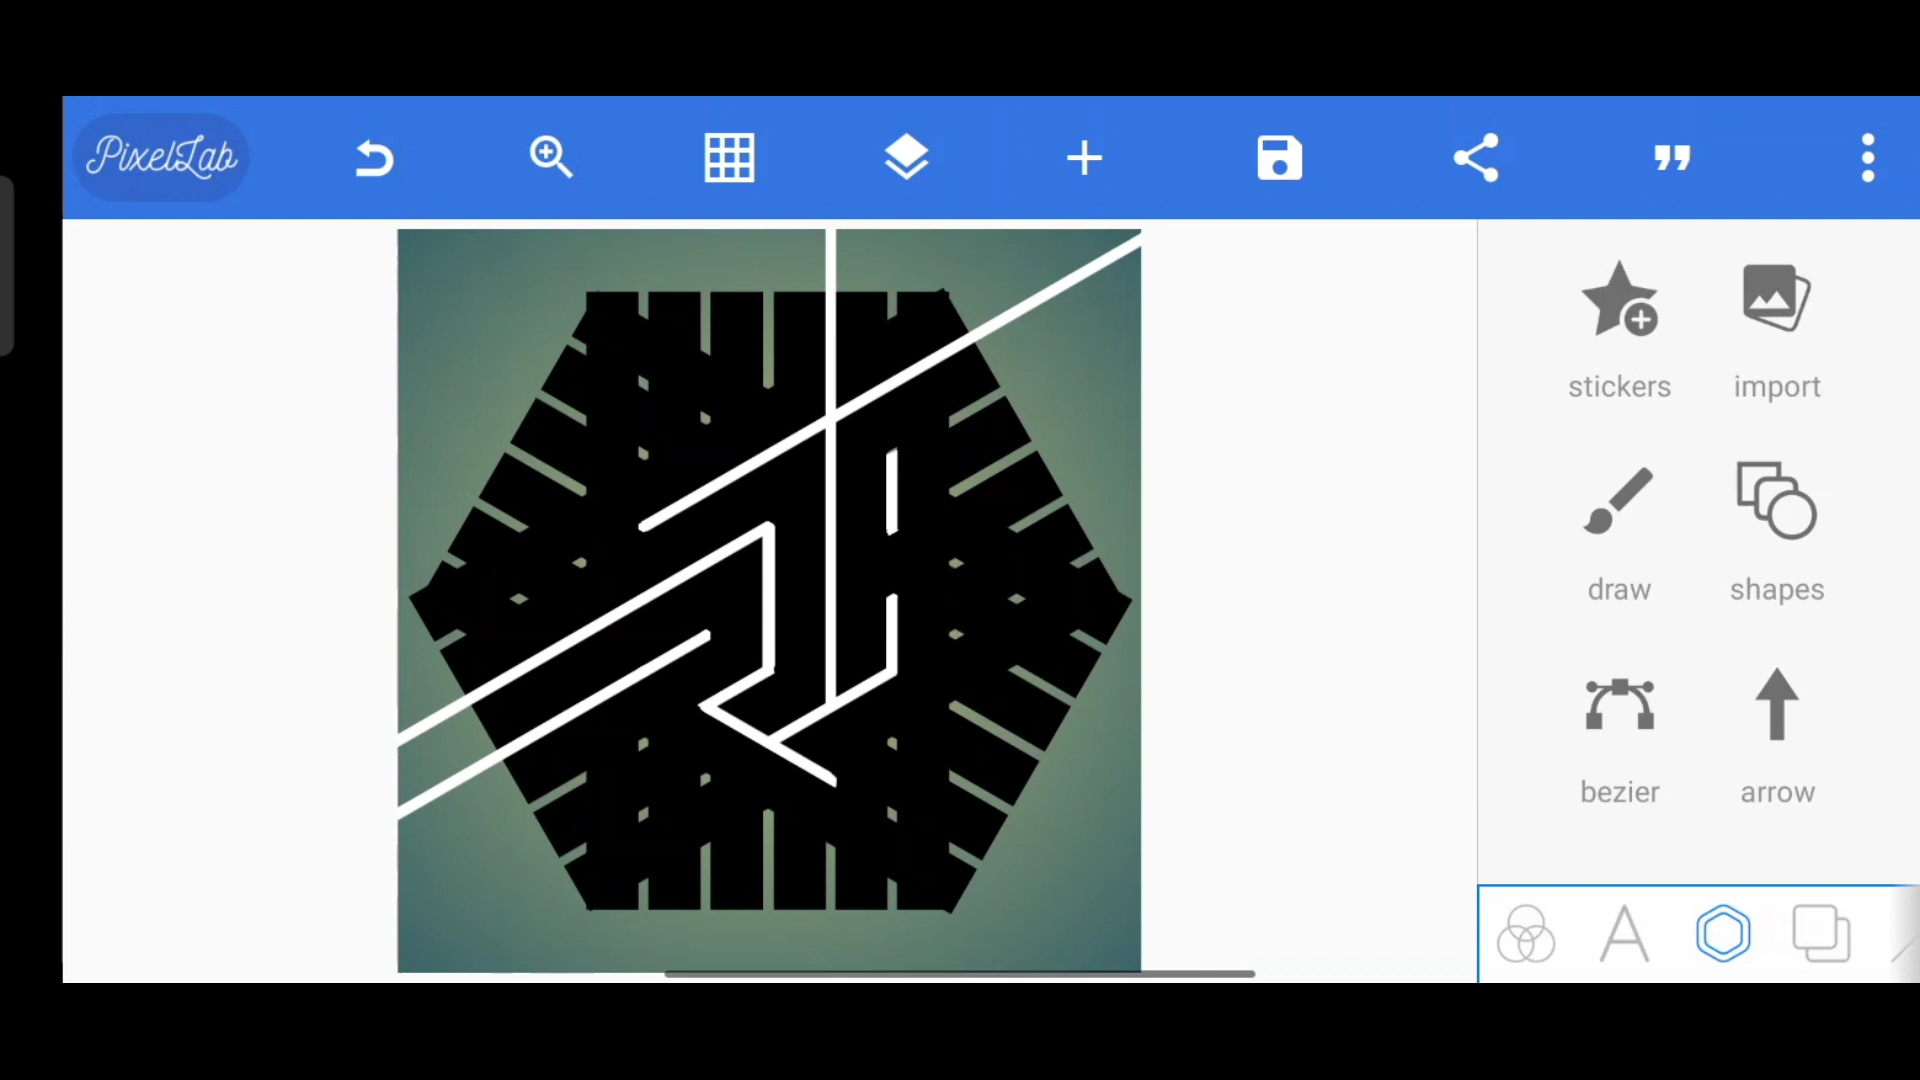 PixelLab
stickers
import
draw
shapes
bezier
arrow